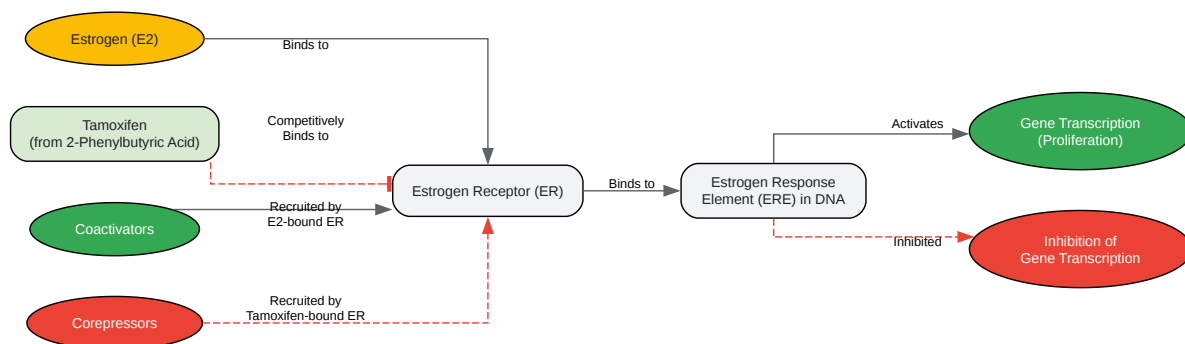 Estrogen (E2)
Binds to
Tamoxifen
(from 2-Phenylbutyric Acid)
Competitively
Binds to
Coactivators
Recruited by
E2-bound ER
Corepressors
Recruited by
Tamoxifen-bound ER
Estrogen Receptor (ER)
Binds to
Estrogen Response
Element (ERE) in DNA
Activates
Gene Transcription
(Proliferation)
Inhibited
Inhibition of
Gene Transcription